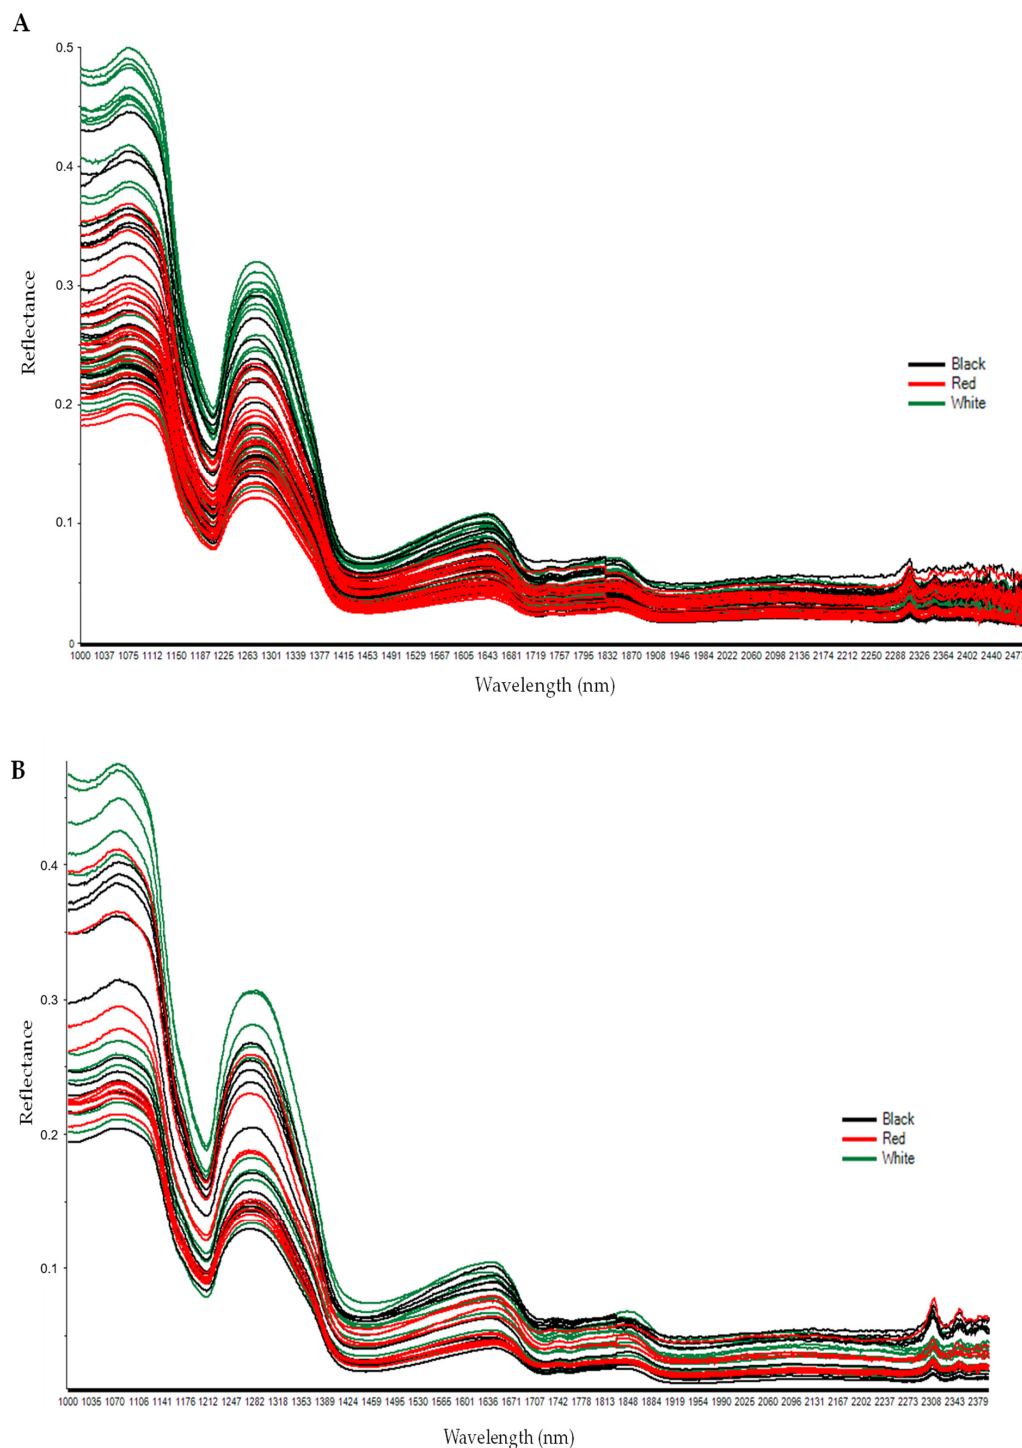 A
0.5
0.4
0.3
0.2
0.1
0
Reflectance
Black
Red
White
1000 1037 1075 1112 1150 1187 1225 1263 1301 1339 1377 1415 1453 1491 1529 1567 1605 1643 1681 1719 1757 1795 1832 1870 1908 1946 1984 2022 2060 2098 2136 2174 2212 2250 2288 2326 2364 2402 2440 2477
Wavelength (nm)
B
0.4
0.3
0.2
0.1
Reflectance
Black
Red
White
1000 1035 1070 1106 1141 1176 1212 1247 1282 1318 1353 1389 1424 1459 1495 1530 1565 1601 1636 1671 1707 1742 1778 1813 1848 1884 1919 1954 1990 2025 2060 2096 2131 2167 2202 2237 2273 2308 2343 2379
Wavelength (nm)